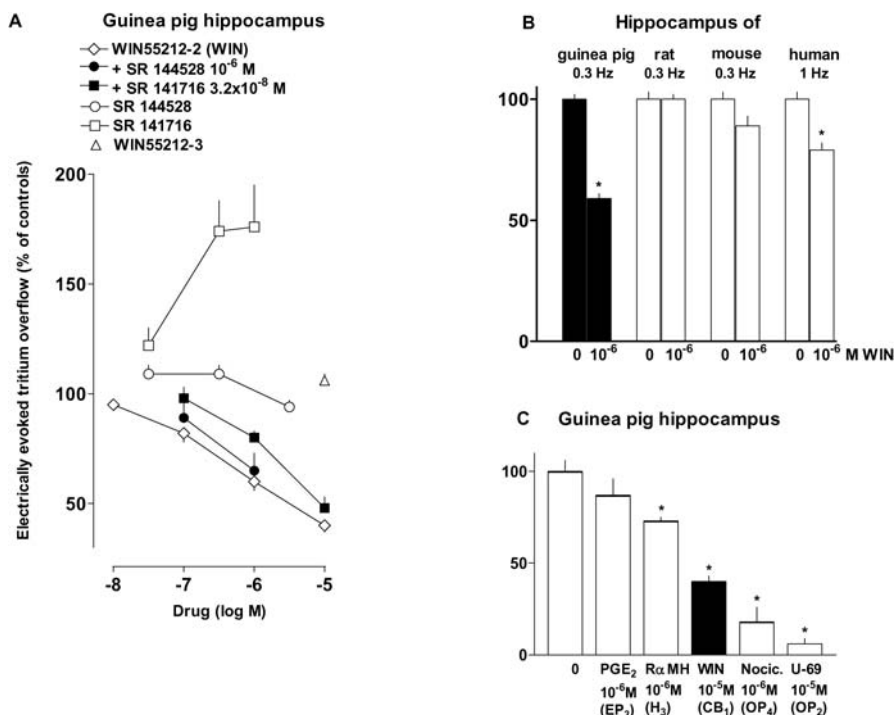 A
Guinea pig hippocampus
WIN55212-2 (WIN)
+ SR 144528 10⁻⁶ M
+ SR 141716 3.2x10⁻⁸ M
SR 144528
SR 141716
WIN55212-3
Electrically evoked tritium overflow (% of controls)
200
150
100
50
-8 -7 -6 -5
Drug (log M)
B
Hippocampus of
guinea pig rat mouse human
0.3 Hz 0.3 Hz 0.3 Hz 1 Hz
100
50
0
* *
0 10⁻⁶ 0 10⁻⁶ 0 10⁻⁶ 0 10⁻⁶ M WIN
C Guinea pig hippocampus
100
50
0
* * * *
0 PGE₂ RαMH WIN Nocic. U-69
10⁻⁶M 10⁻⁶M 10⁻⁵M 10⁻⁶M 10⁻⁵M
(EP₃) (H₃) (CB₁) (OP₄) (OP₂)